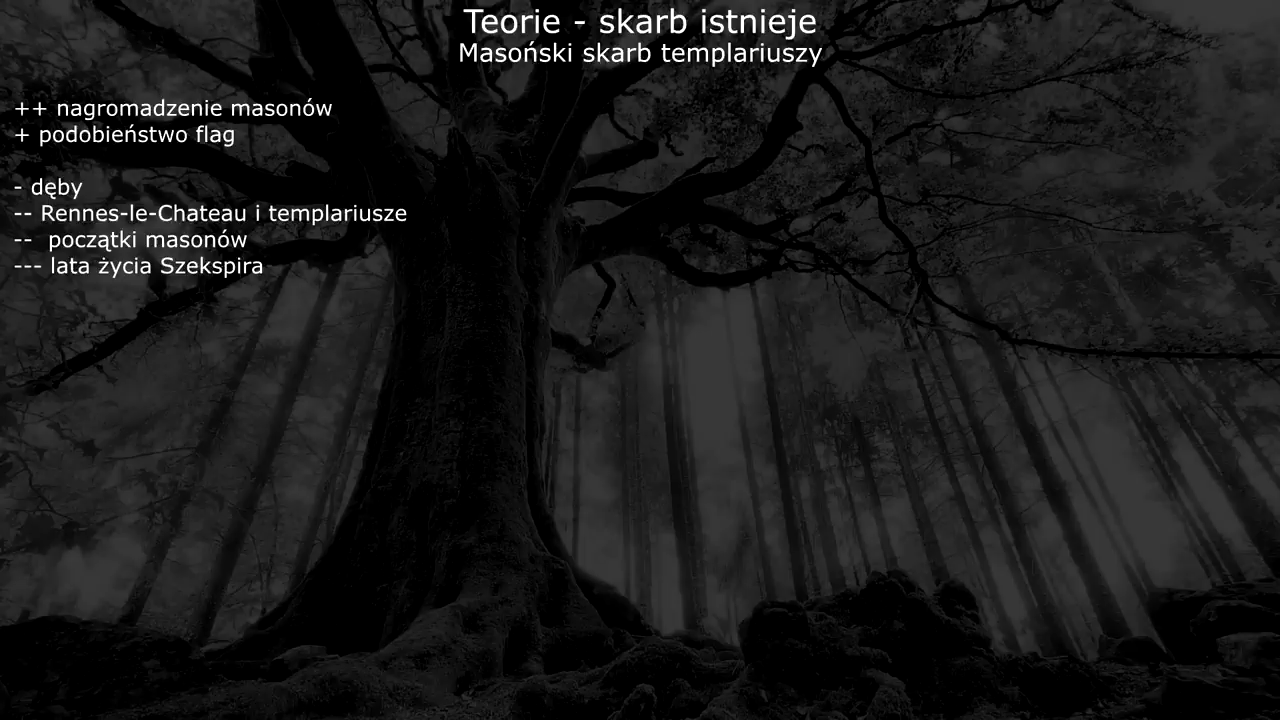 Teorie - skarb istnieje
Masoński skarb templariuszy
++ nagromadzenie masonów
+ podobieństwo flag
- dęby
-- Rennes-le-Chateau i templariusze
-- początki masonów
--- lata życia Szekspira